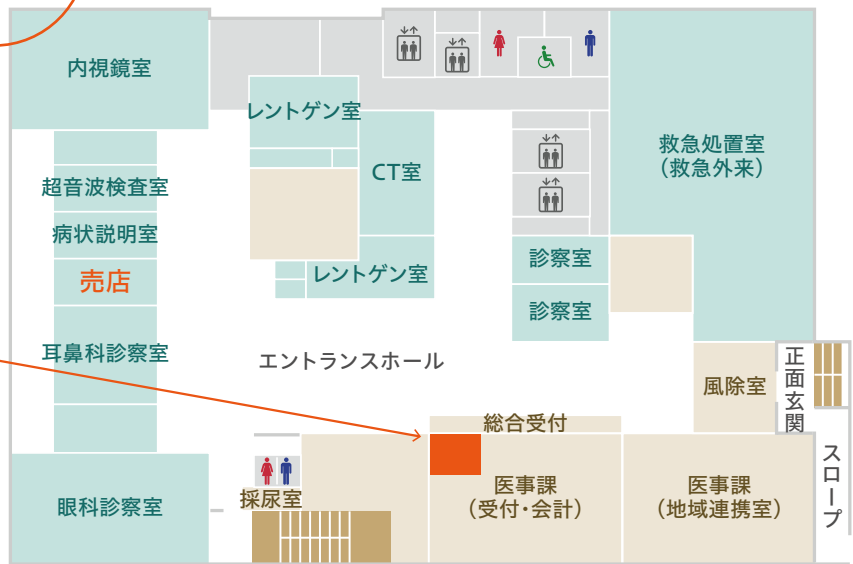 内視鏡室
レントゲン室
救急処置室
（救急外来）
CT室
超音波検査室
病状説明室
売店
レントゲン室
診察室
診察室
耳鼻科診察室
エントランスホール
風除室
正面玄関
総合受付
スロープ
採尿室
眼科診察室
医事課
（受付・会計）
医事課
（地域連携室）